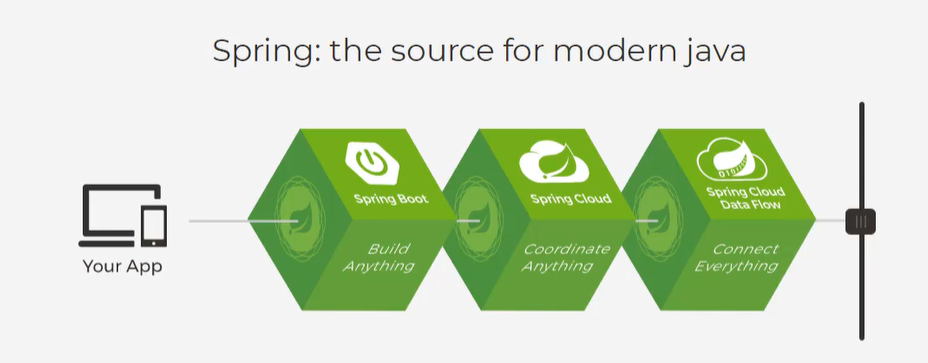 Spring: the source for modern java
Your App
Spring Boot
Build
Anything
Spring Cloud
Coordinate
Anything
Spring Cloud
Data Flow
Connect
Everything